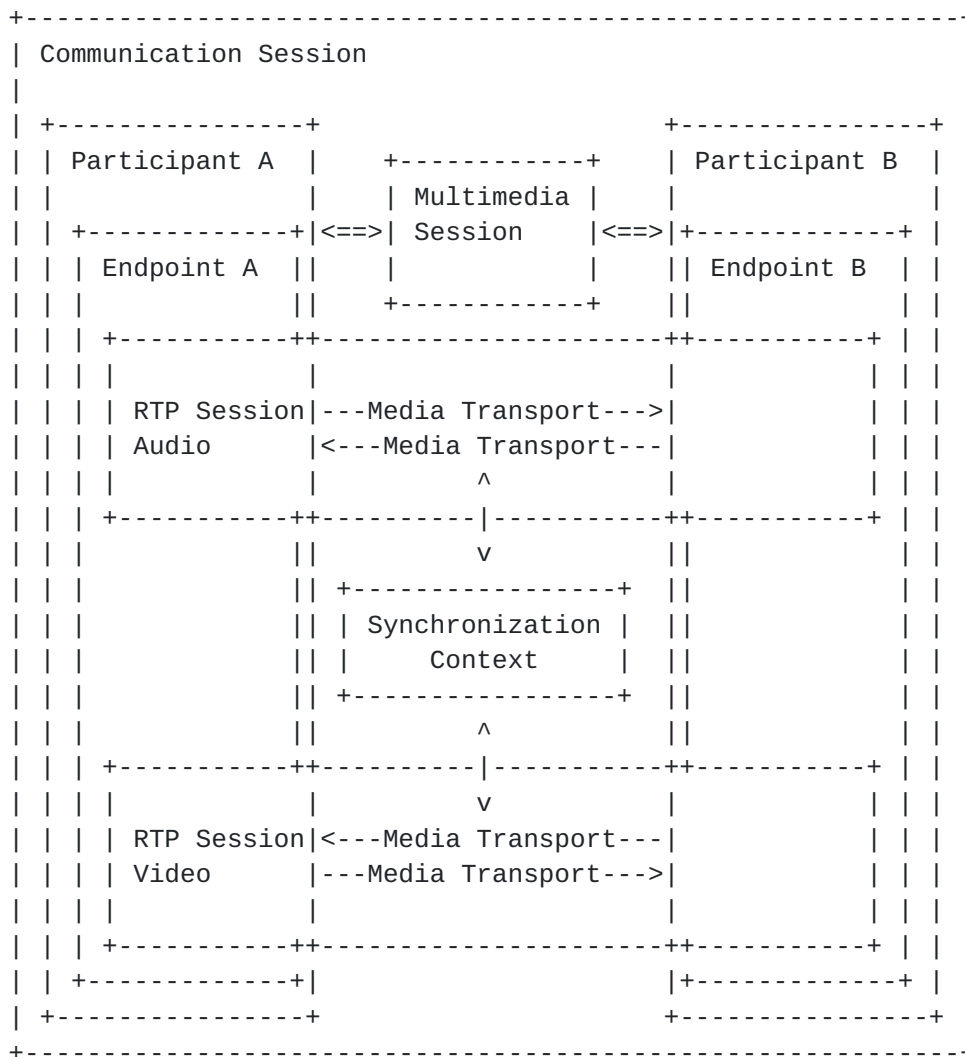 Communication Session
Participant A Participant B
Multimedia
Session
<==> <==>
Endpoint A Endpoint B
RTP Session ---Media Transport--->
Audio <---Media Transport---
^
v
Synchronization
Context
^
v
RTP Session <---Media Transport---
Video ---Media Transport--->